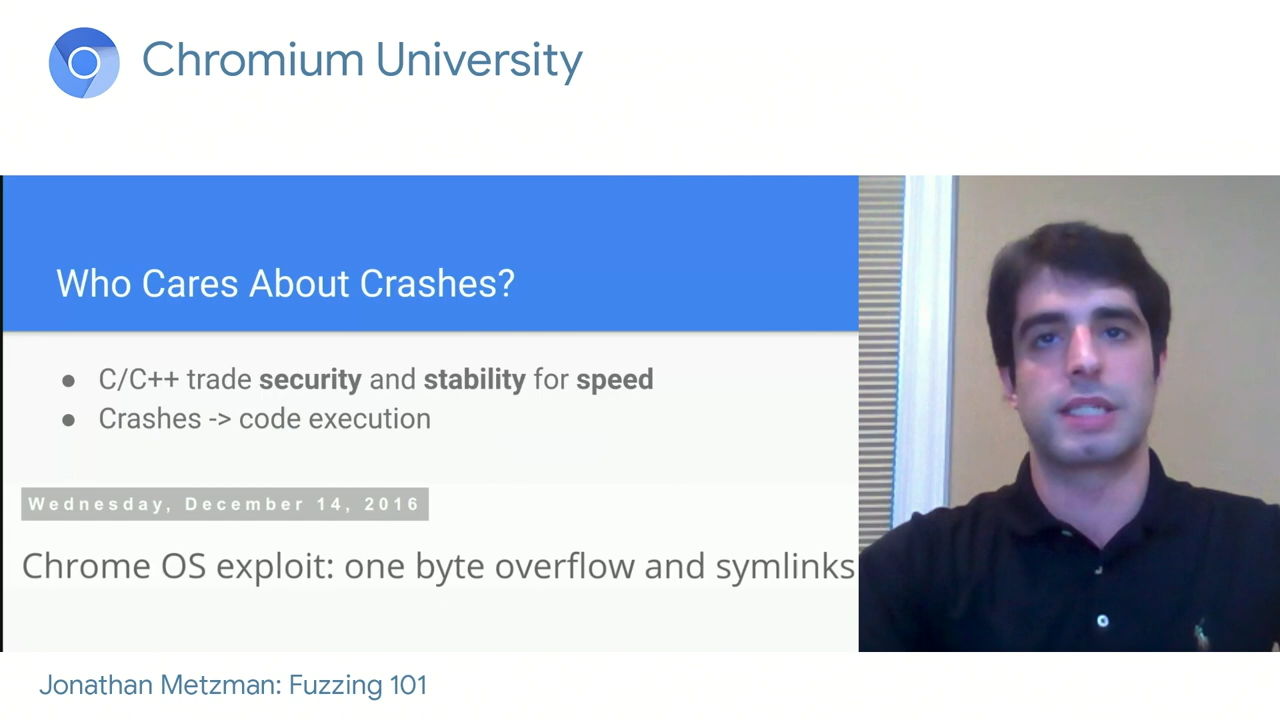 Chromium University
Who Cares About Crashes?
● C/C++ trade security and stability for speed
● Crashes -> code execution
Wednesday, December 14, 2016
Chrome OS exploit: one byte overflow and symlinks
Jonathan Metzman: Fuzzing 101